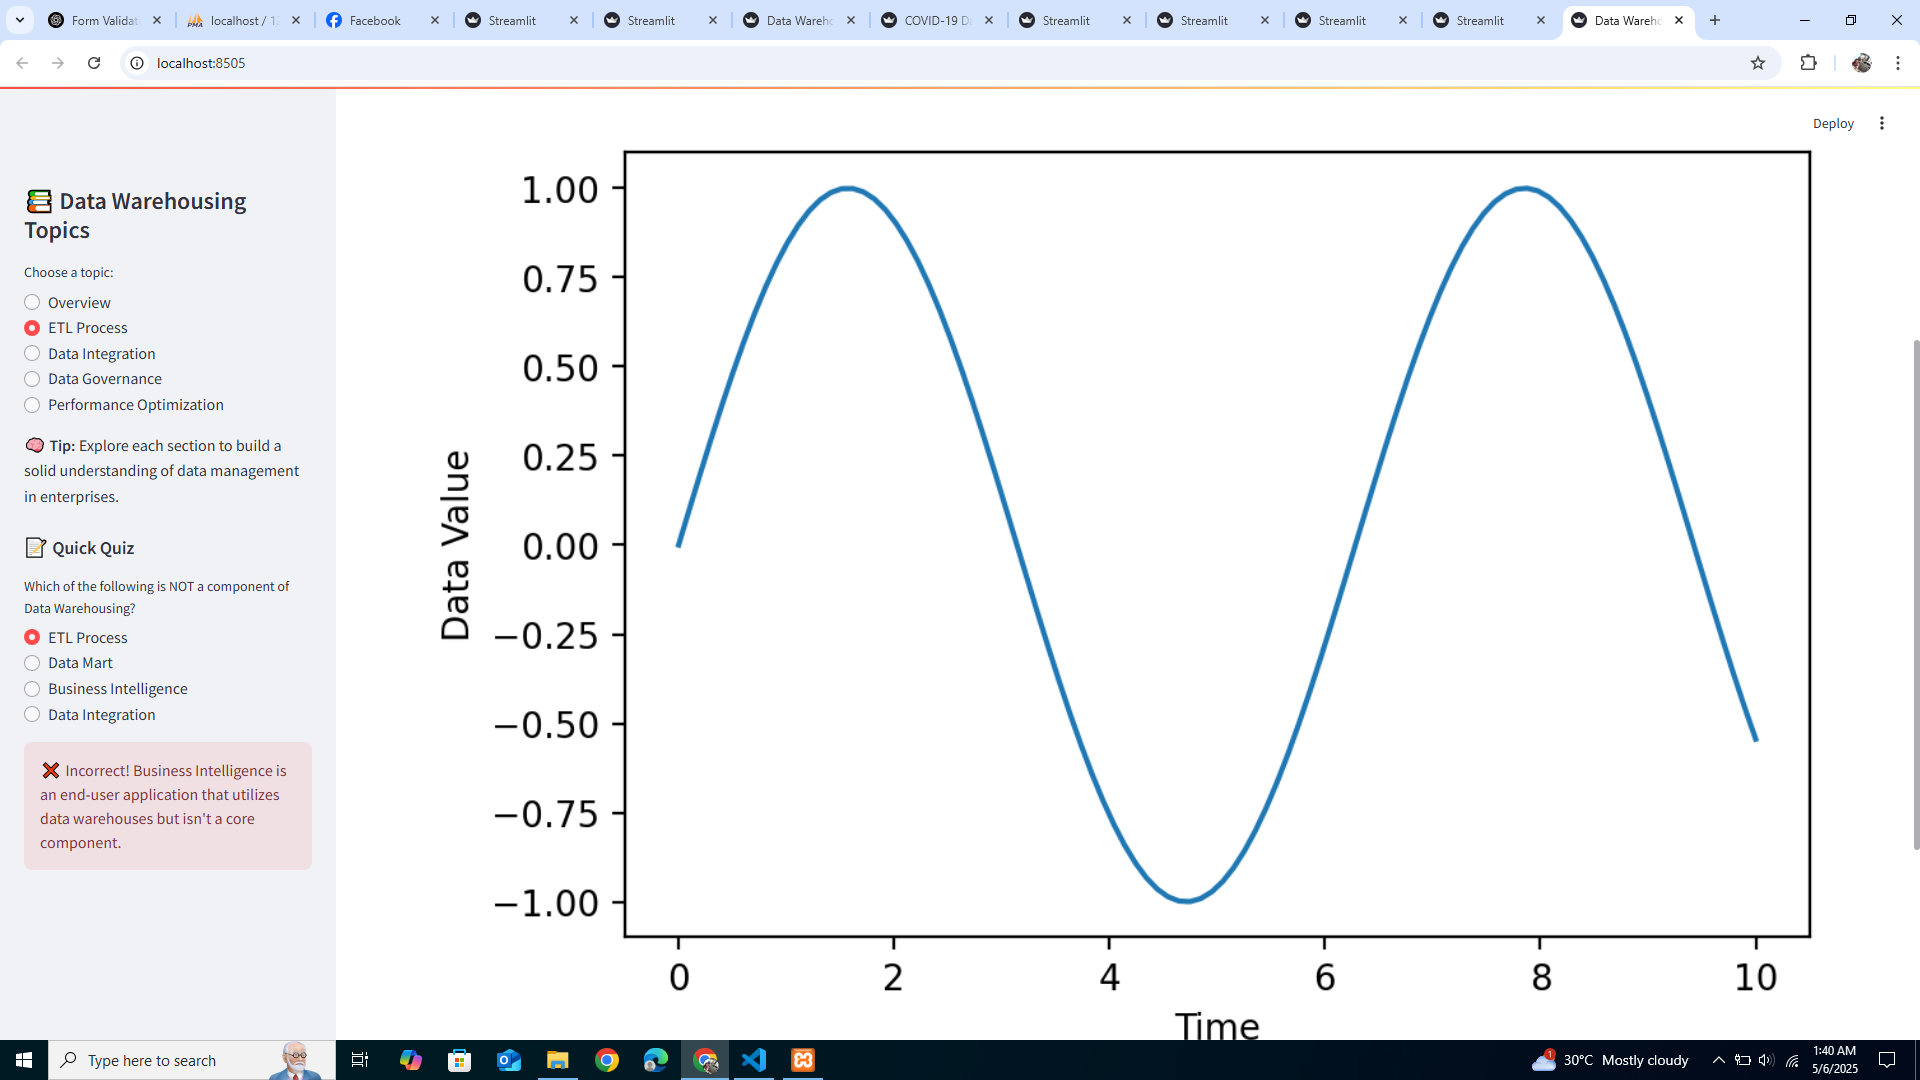 Form Validat
localhost / 1
Facebook
Streamlit
Streamlit
Data Wareho
COVID-19 D
Streamlit
Streamlit
Streamlit
Streamlit
Data Wareho
localhost:8505
Deploy
Data Warehousing
Topics
Choose a topic:
Overview
ETL Process
Data Integration
Data Governance
Performance Optimization
Tip: Explore each section to build a
solid understanding of data management
in enterprises.
Quick Quiz
Which of the following is NOT a component of
Data Warehousing?
ETL Process
Data Mart
Business Intelligence
Data Integration
Incorrect! Business Intelligence is
an end-user application that utilizes
data warehouses but isn't a core
component.
Data Value
1.00
0.75
0.50
0.25
0.00
−0.25
−0.50
−0.75
−1.00
0 2 4 6 8 10
Time
Type here to search
1
30°C Mostly cloudy
1:40 AM
5/6/2025